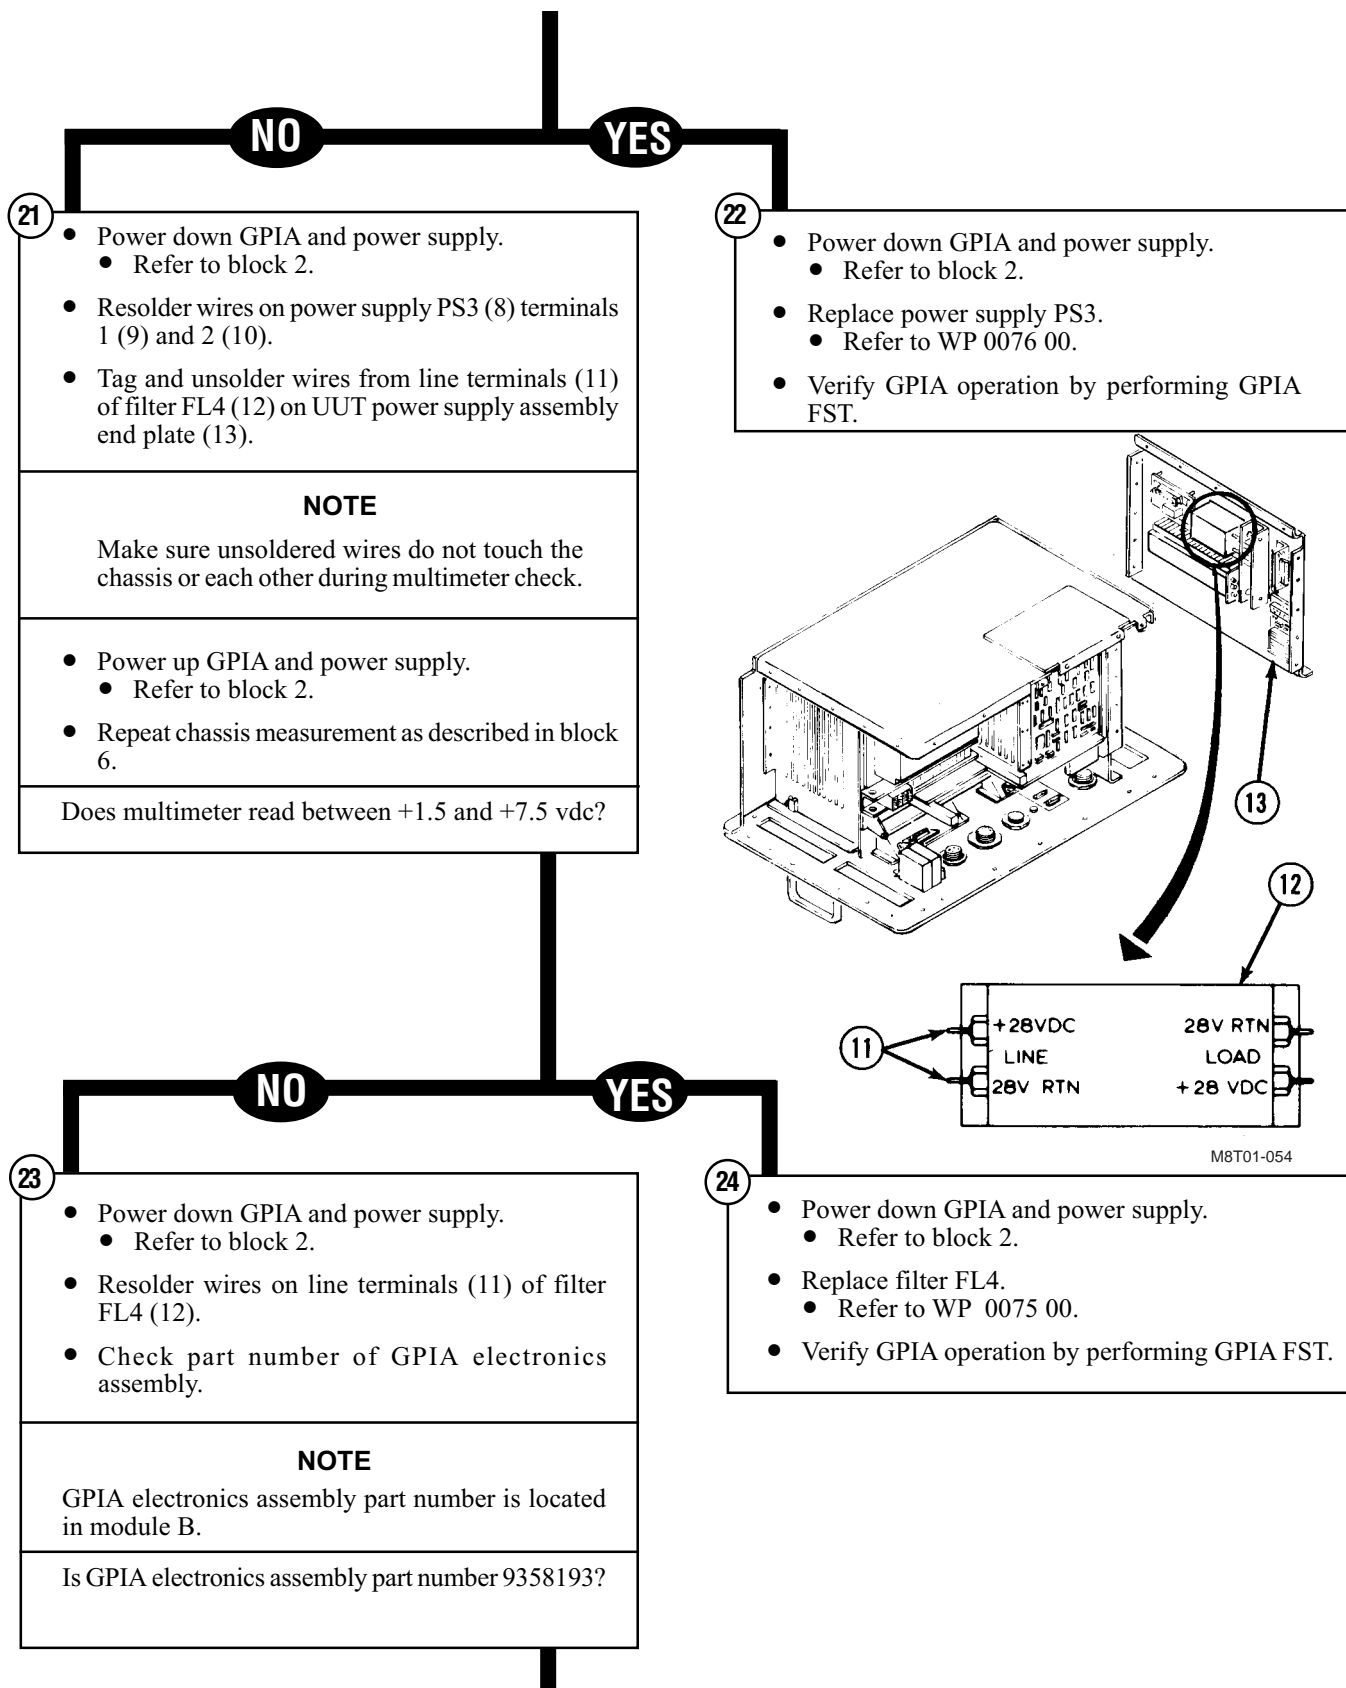 NO
YES
21
• Power down GPIA and power supply.
• Refer to block 2.
• Resolder wires on power supply PS3 (8) terminals
1 (9) and 2 (10).
• Tag and unsolder wires from line terminals (11)
of filter FL4 (12) on UUT power supply assembly
end plate (13).
NOTE
Make sure unsoldered wires do not touch the
chassis or each other during multimeter check.
• Power up GPIA and power supply.
• Refer to block 2.
• Repeat chassis measurement as described in block
6.
Does multimeter read between +1.5 and +7.5 vdc?
22
• Power down GPIA and power supply.
• Refer to block 2.
• Replace power supply PS3.
• Refer to WP 0076 00.
• Verify GPIA operation by performing GPIA
FST.
13
12
11
+28VDC
LINE
28V RTN
28V RTN
LOAD
+28 VDC
M8T01-054
NO
YES
23
• Power down GPIA and power supply.
• Refer to block 2.
• Resolder wires on line terminals (11) of filter
FL4 (12).
• Check part number of GPIA electronics
assembly.
NOTE
GPIA electronics assembly part number is located
in module B.
Is GPIA electronics assembly part number 9358193?
24
• Power down GPIA and power supply.
• Refer to block 2.
• Replace filter FL4.
• Refer to WP 0075 00.
• Verify GPIA operation by performing GPIA FST.